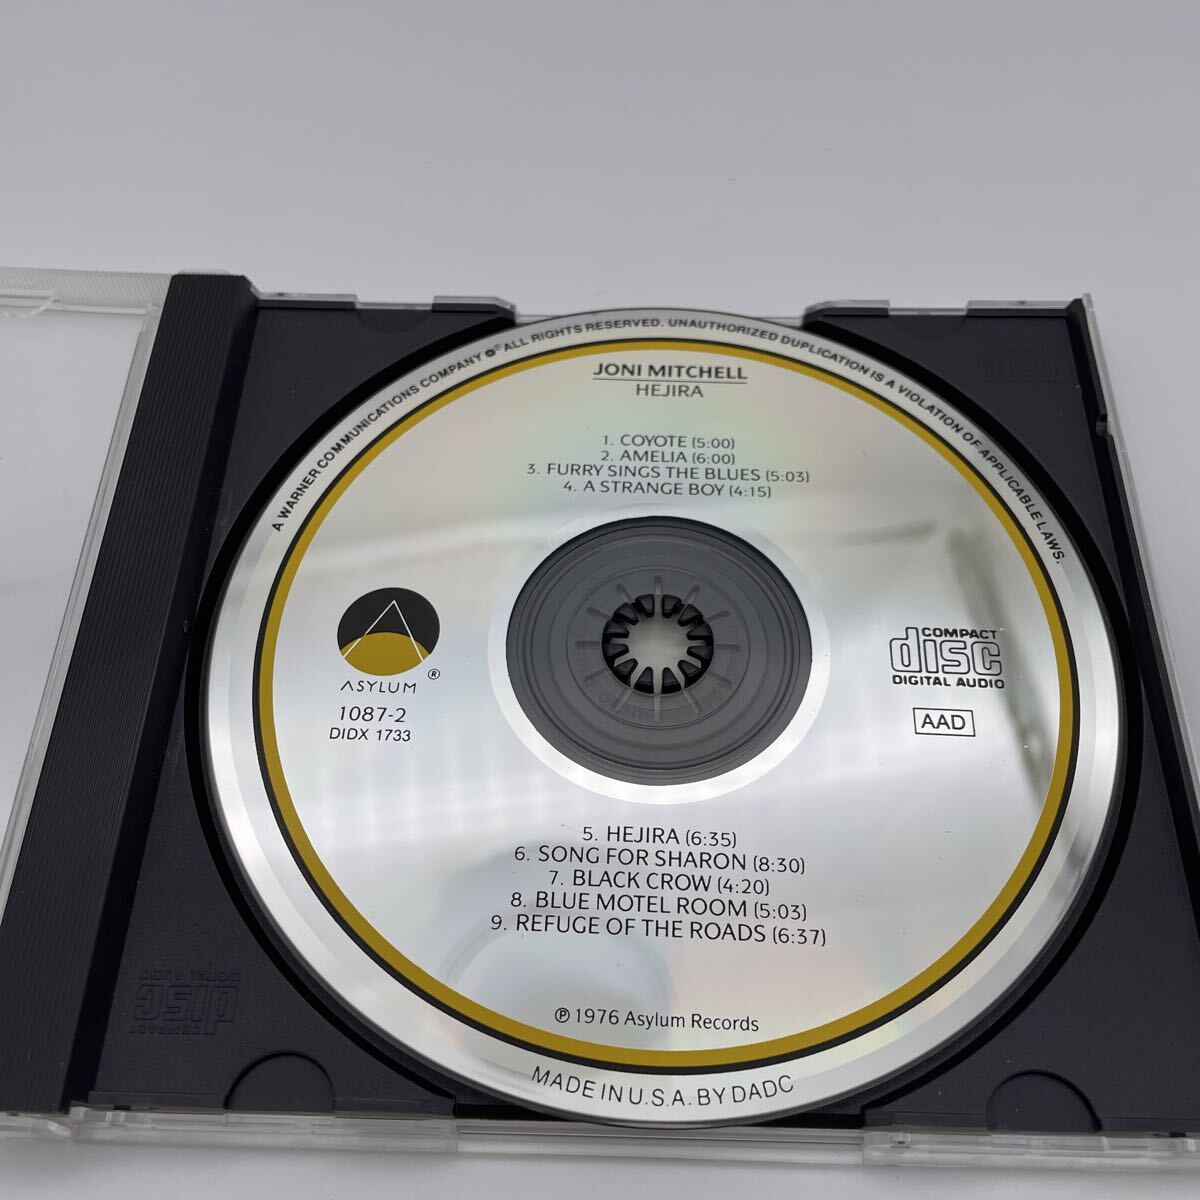 A WARNER COMMUNICATIONS COMPANY ℗® ALL RIGHTS RESERVED. UNAUTHORIZED DUPLICATION IS A VIOLATION OF APPLICABLE LAWS.
JONI MITCHELL
HEJIRA
1. COYOTE (5:00)
2. AMELIA (6:00)
3. FURRY SINGS THE BLUES (5:03)
4. A STRANGE BOY (4:15)
ASYLUM ®
1087-2
DIDX 1733
COMPACT
disc
DIGITAL AUDIO
AAD
5. HEJIRA (6:35)
6. SONG FOR SHARON (8:30)
7. BLACK CROW (4:20)
8. BLUE MOTEL ROOM (5:03)
9. REFUGE OF THE ROADS (6:37)
℗ 1976 Asylum Records
MADE IN U.S.A. BY DADC
COMPACT
disc
DIGITAL AUDIO